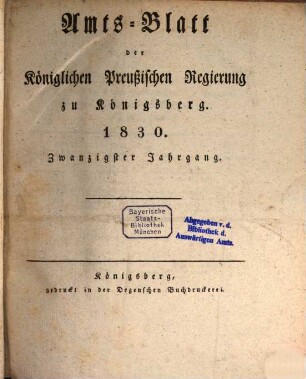 Amts-Blatt
der
Königlichen Preußischen Regierung
zu Königsberg.
1830.
Zwanzigster Jahrgang.
Bayerische
Staats-
Bibliothek
München
Abgegeben v. d.
Bibliothek d.
Auswärtigen Amts.
Königsberg,
gedruckt in der Degenschen Buchdruckerei.